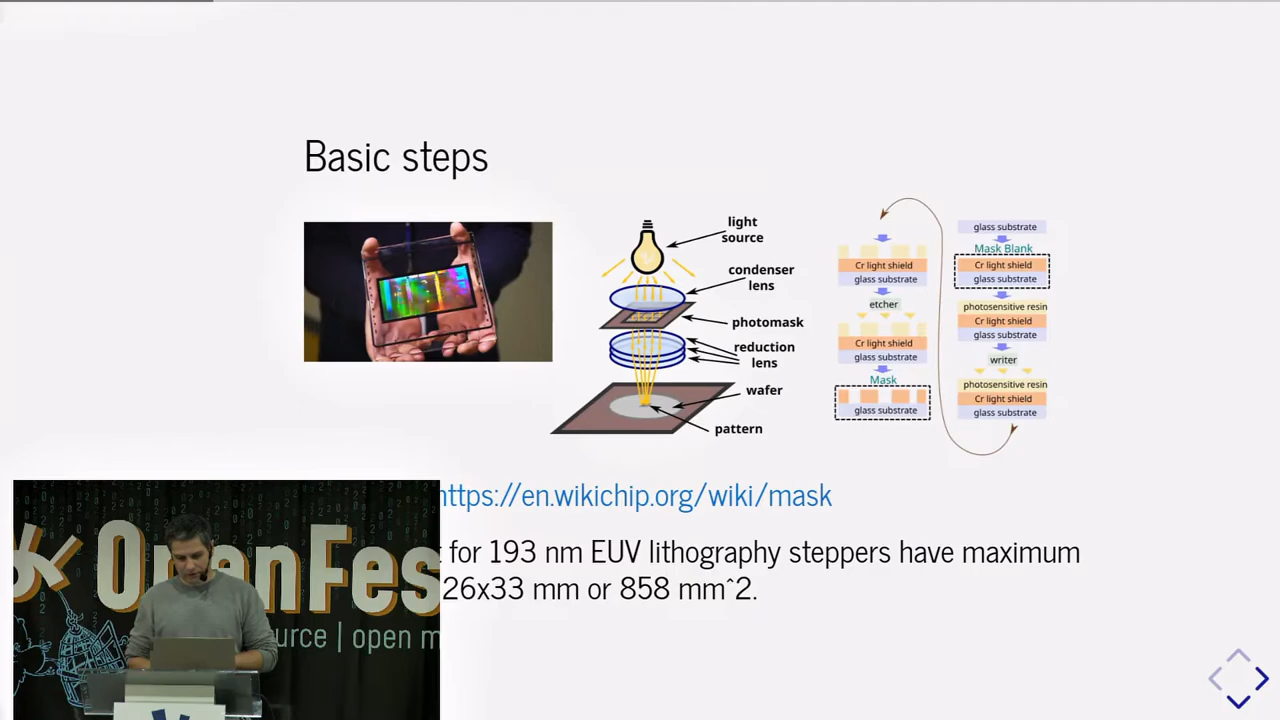 Basic steps
light
source
condenser
lens
photomask
reduction
lens
wafer
pattern
Cr light shield
glass substrate
etcher
Cr light shield
glass substrate
Mask
glass substrate
glass substrate
Mask Blank
Cr light shield
glass substrate
photosensitive resin
Cr light shield
glass substrate
writer
photosensitive resin
Cr light shield
glass substrate
https://en.wikichip.org/wiki/mask
for 193 nm EUV lithography steppers have maximum
26x33 mm or 858 mm^2.
OpenFes
ource | open m